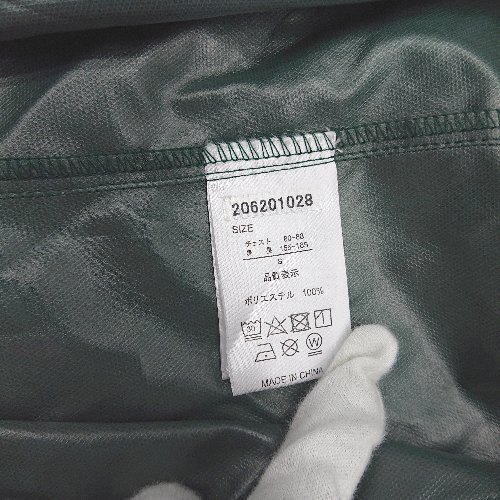 206201028
SIZE
チェスト 80-88
身長 155-165
S
品質表示
ポリエステル 100%
MADE IN CHINA